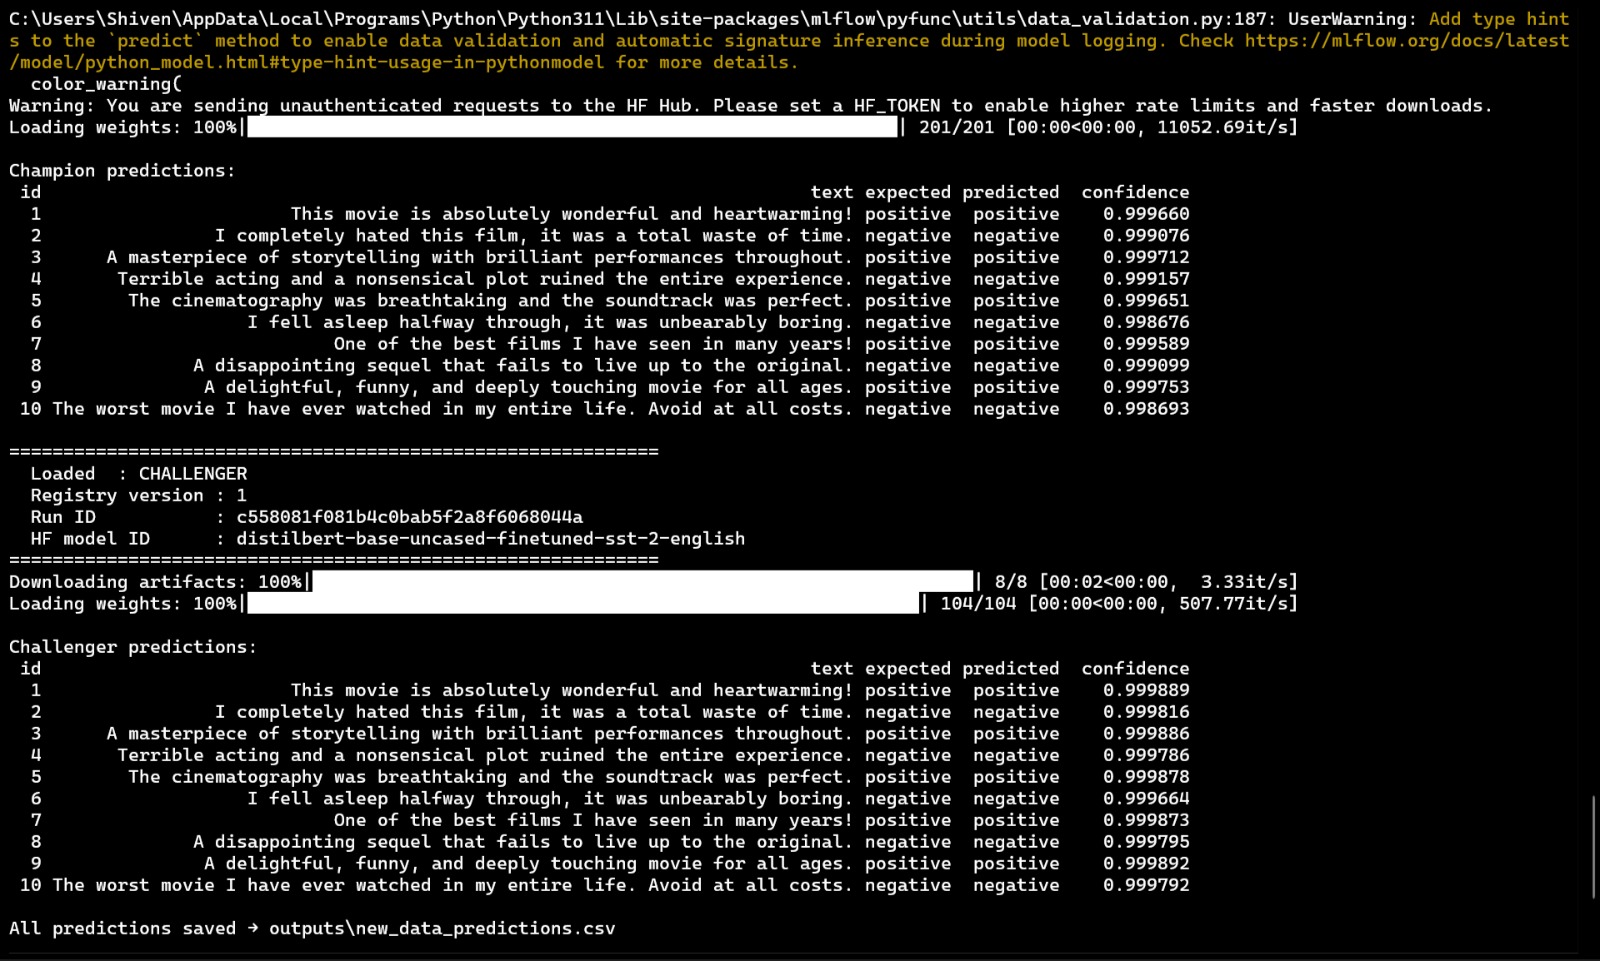 C:\Users\Shiven\AppData\Local\Programs\Python\Python311\Lib\site-packages\mlflow\pyfunc\utils\data_validation.py:187: UserWarning: Add type hint
s to the `predict` method to enable data validation and automatic signature inference during model logging. Check https://mlflow.org/docs/latest
/model/python_model.html#type-hint-usage-in-pythonmodel for more details.
  color_warning(
Warning: You are sending unauthenticated requests to the HF Hub. Please set a HF_TOKEN to enable higher rate limits and faster downloads.
Loading weights: 100%| | 201/201 [00:00<00:00, 11052.69it/s]
Champion predictions:
id text expected predicted confidence
1 This movie is absolutely wonderful and heartwarming! positive positive 0.999660
2 I completely hated this film, it was a total waste of time. negative negative 0.999076
3 A masterpiece of storytelling with brilliant performances throughout. positive positive 0.999712
4 Terrible acting and a nonsensical plot ruined the entire experience. negative negative 0.999157
5 The cinematography was breathtaking and the soundtrack was perfect. positive positive 0.999651
6 I fell asleep halfway through, it was unbearably boring. negative negative 0.998676
7 One of the best films I have seen in many years! positive positive 0.999589
8 A disappointing sequel that fails to live up to the original. negative negative 0.999099
9 A delightful, funny, and deeply touching movie for all ages. positive positive 0.999753
10 The worst movie I have ever watched in my entire life. Avoid at all costs. negative negative 0.998693
============================================================
  Loaded  : CHALLENGER
  Registry version : 1
  Run ID           : c558081f081b4c0bab5f2a8f6068044a
  HF model ID      : distilbert-base-uncased-finetuned-sst-2-english
============================================================
Downloading artifacts: 100%| | 8/8 [00:02<00:00,  3.33it/s]
Loading weights: 100%| | 104/104 [00:00<00:00, 507.77it/s]
Challenger predictions:
id text expected predicted confidence
1 This movie is absolutely wonderful and heartwarming! positive positive 0.999889
2 I completely hated this film, it was a total waste of time. negative negative 0.999816
3 A masterpiece of storytelling with brilliant performances throughout. positive positive 0.999886
4 Terrible acting and a nonsensical plot ruined the entire experience. negative negative 0.999786
5 The cinematography was breathtaking and the soundtrack was perfect. positive positive 0.999878
6 I fell asleep halfway through, it was unbearably boring. negative negative 0.999664
7 One of the best films I have seen in many years! positive positive 0.999873
8 A disappointing sequel that fails to live up to the original. negative negative 0.999795
9 A delightful, funny, and deeply touching movie for all ages. positive positive 0.999892
10 The worst movie I have ever watched in my entire life. Avoid at all costs. negative negative 0.999792
All predictions saved → outputs\new_data_predictions.csv